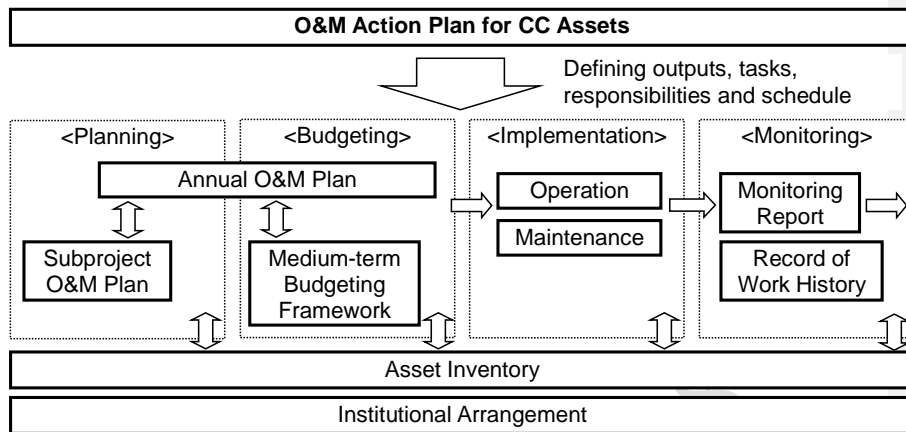 O&M Action Plan for CC Assets
Defining outputs, tasks,
responsibilities and schedule
<Planning>
<Budgeting>
<Implementation>
<Monitoring>
Annual O&M Plan
Subproject
O&M Plan
Medium-term
Budgeting
Framework
Operation
Maintenance
Monitoring
Report
Record of
Work History
Asset Inventory
Institutional Arrangement